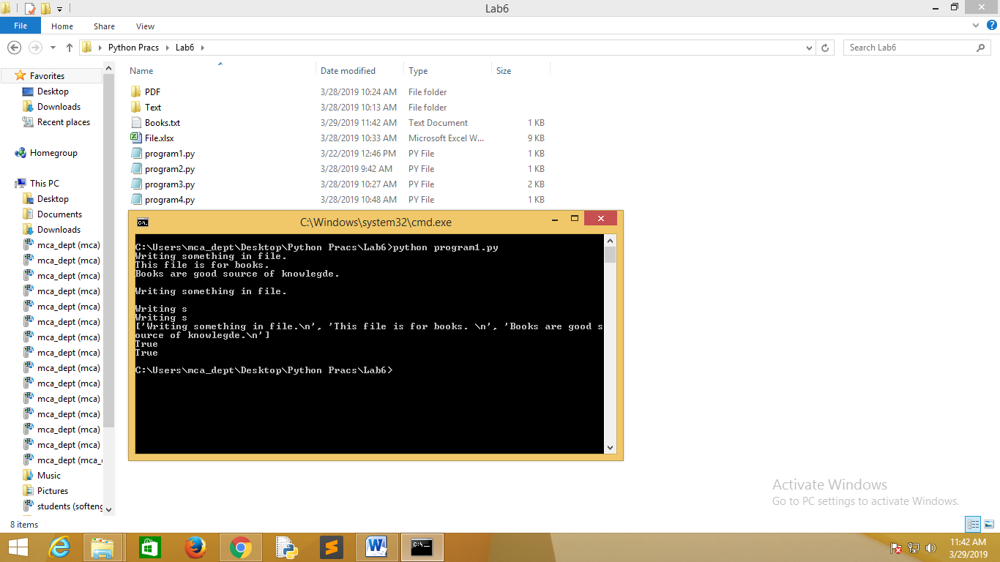 Lab6
File Home Share View
Python Pracs Lab6 Search Lab6
Name Date modified Type Size
Favorites
Desktop
Downloads
Recent places
Homegroup
This PC
Desktop
Documents
Downloads
mca_dept (mca)
mca_dept (mca)
mca_dept (mca)
mca_dept (mca)
mca_dept (mca)
mca_dept (mca)
mca_dept (mca)
mca_dept (mca)
mca_dept (mca)
mca_dept (mca)
mca_dept (mca)
mca_dept (mca)
mca_dept (mca)
mca_dept (mca)
mca_dept (mca_
Music
Pictures
students (softeng
PDF 3/28/2019 10:24 AM File folder
Text 3/28/2019 10:13 AM File folder
Books.txt 3/29/2019 11:42 AM Text Document 1 KB
File.xlsx 3/28/2019 10:33 AM Microsoft Excel W... 9 KB
program1.py 3/22/2019 12:46 PM PY File 1 KB
program2.py 3/28/2019 9:42 AM PY File 1 KB
program3.py 3/28/2019 10:27 AM PY File 2 KB
program4.py 3/28/2019 10:48 AM PY File 1 KB
C:\Windows\system32\cmd.exe
C:\Users\mca_dept\Desktop\Python Pracs\Lab6>python program1.py
Writing something in file.
This file is for books.
Books are good source of knowlegde.
Writing something in file.
Writing s
Writing s
['Writing something in file.\n', 'This file is for books. \n', 'Books are good s
ource of knowlegde.\n']
True
True
C:\Users\mca_dept\Desktop\Python Pracs\Lab6>
Activate Windows
Go to PC settings to activate Windows.
8 items
11:42 AM
3/29/2019